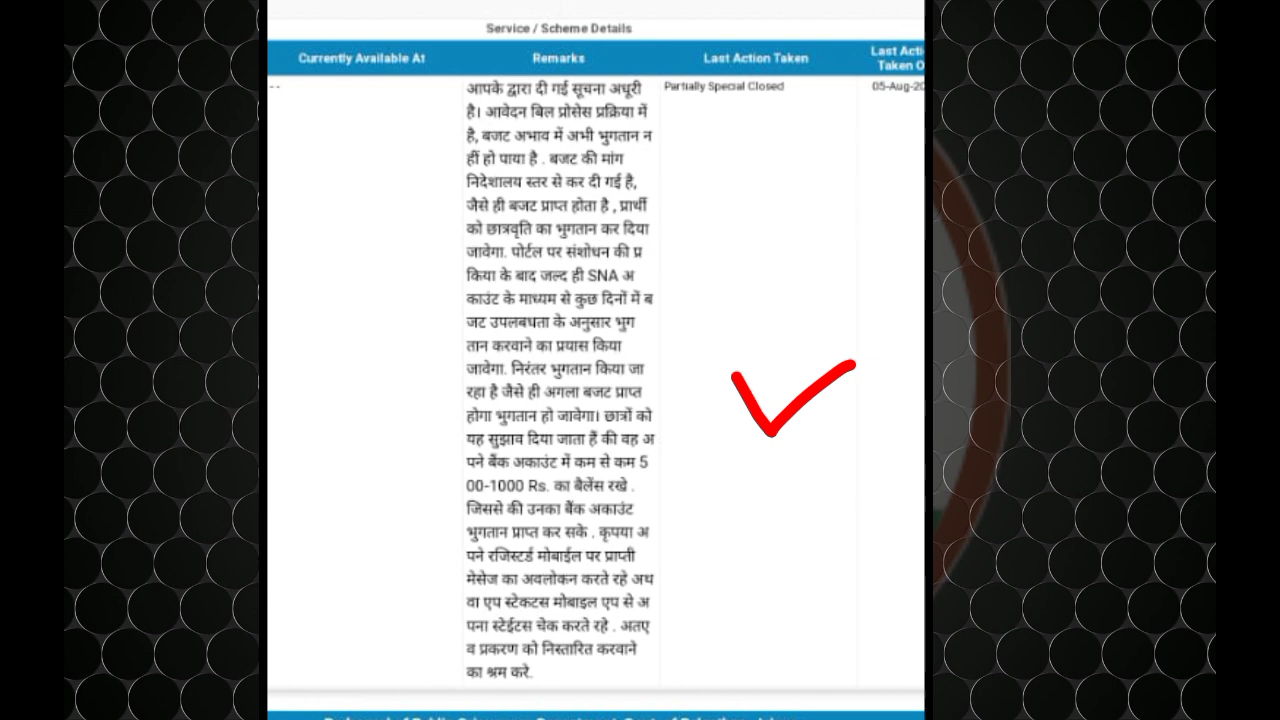 Service / Scheme Details
Currently Available At Remarks Last Action Taken Last Acti
Taken O
-- आपके द्वारा दी गई सूचना अधूरी Partially Special Closed 05-Aug-20
है। आवेदन बिल प्रोसेस प्रक्रिया में
है, बजट अभाव में अभी भुगतान न
हीं हो पाया है . बजट की मांग
निदेशालय स्तर से कर दी गई है,
जैसे ही बजट प्राप्त होता है , प्रार्थी
को छात्रवृति का भुगतान कर दिया
जावेगा. पोर्टल पर संशोधन की प्र
किया के बाद जल्द ही SNA अ
काउंट के माध्यम से कुछ दिनों में ब
जट उपलबधता के अनुसार भुग
तान करवाने का प्रयास किया
जावेगा. निरंतर भुगतान किया जा
रहा है जैसे ही अगला बजट प्राप्त
होगा भुगतान हो जावेगा। छात्रों को
यह सुझाव दिया जाता हैं की वह अ
पने बैंक अकाउंट में कम से कम 5
00-1000 Rs. का बैलेंस रखे .
जिससे की उनका बैंक अकाउंट
भुगतान प्राप्त कर सके . कृपया अ
पने रजिस्टर्ड मोबाईल पर प्राप्ती
मेसेज का अवलोकन करते रहे अथ
वा एप स्टेकटस मोबाइल एप से अ
पना स्टेईटस चेक करते रहे . अतए
व प्रकरण को निस्तारित करवाने
का श्रम करे.